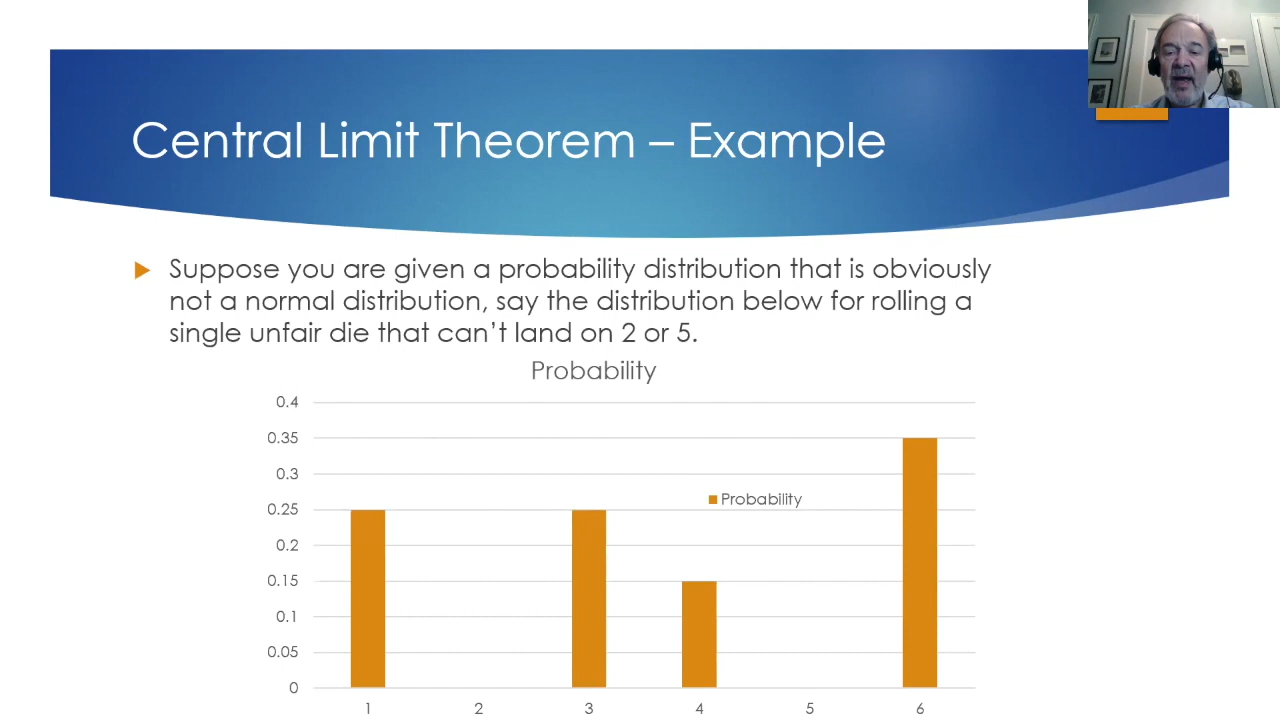 Central Limit Theorem – Example
Suppose you are given a probability distribution that is obviously
not a normal distribution, say the distribution below for rolling a
single unfair die that can’t land on 2 or 5.
Probability
0.4
0.35
0.3
Probability
0.25
0.2
0.15
0.1
0.05
0
1 2 3 4 5 6